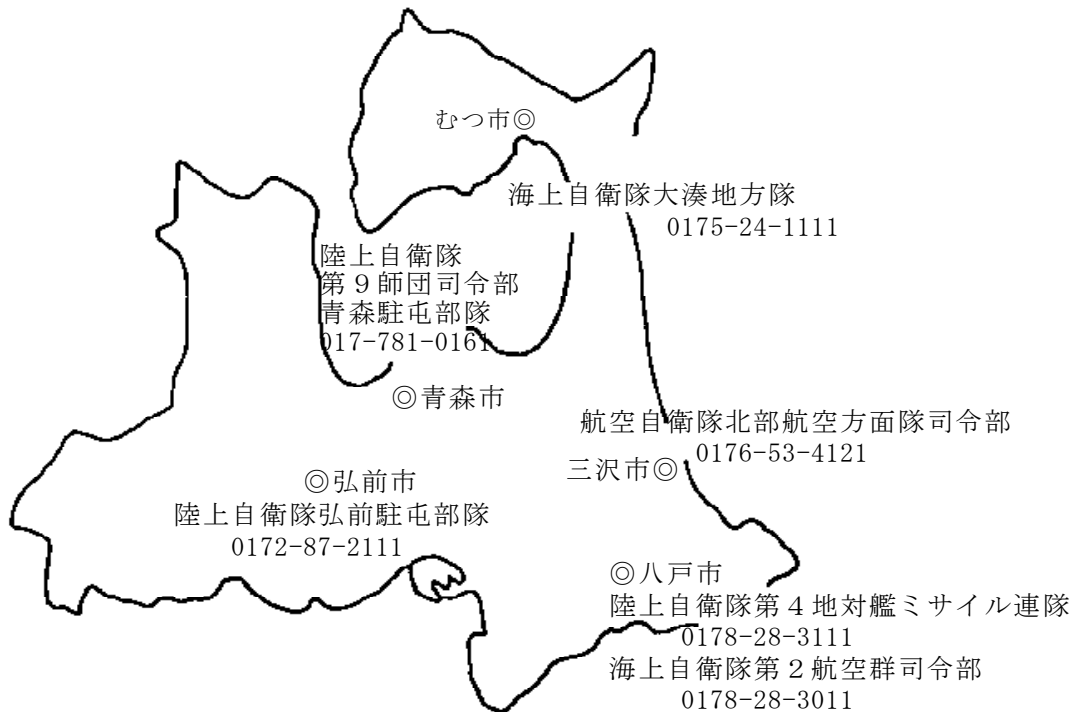 むつ市◎
海上自衛隊大湊地方隊
0175-24-1111
陸上自衛隊
第９師団司令部
青森駐屯部隊
017-781-0161
◎青森市
航空自衛隊北部航空方面隊司令部
0176-53-4121
三沢市◎
◎弘前市
陸上自衛隊弘前駐屯部隊
0172-87-2111
◎八戸市
陸上自衛隊第４地対艦ミサイル連隊
0178-28-3111
海上自衛隊第２航空群司令部
0178-28-3011